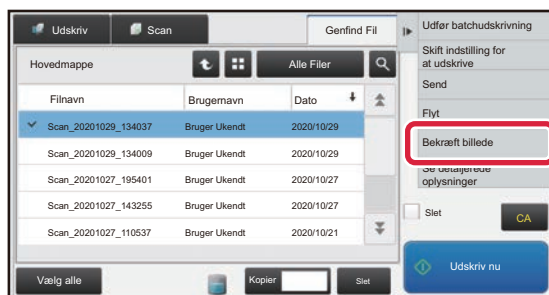 Udskriv
Scan
Genfind Fil
Udfør batchudskrivning
Hovedmappe
Alle Filer
Skift indstilling for
at udskrive
Filnavn
Brugernavn
Dato
Send
Flyt
Scan_20201029_134037 Bruger Ukendt 2020/10/29
Bekræft billede
Scan_20201029_134009 Bruger Ukendt 2020/10/29
Se detaljerede
oplysninger
Scan_20201027_195401 Bruger Ukendt 2020/10/27
Scan_20201027_143255 Bruger Ukendt 2020/10/27
Slet
CA
Scan_20201027_110537 Bruger Ukendt 2020/10/21
Vælg alle
Kopier
Slet
Udskriv nu